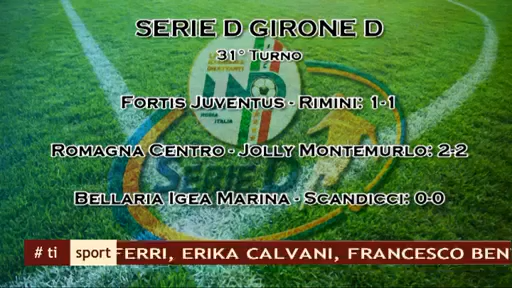 SERIE D GIRONE D
31° TURNO
FORTIS JUVENTUS - RIMINI: 1-1
ROMAGNA CENTRO - JOLLY MONTEMURLO: 2-2
BELLARIA IGEA MARINA - SCANDICCI: 0-0
SERIE D
# ti sport FERRI, ERIKA CALVANI, FRANCESCO BEN